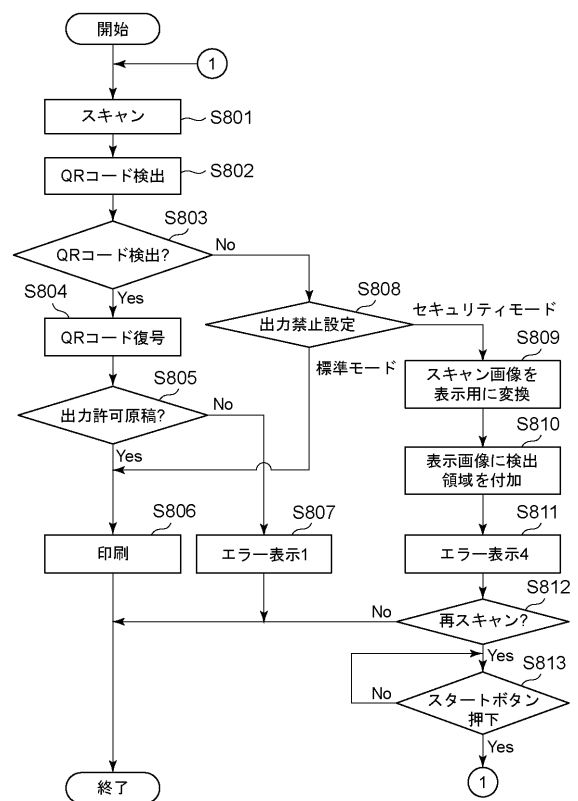 開始
1
スキャン
S801
QRコード検出
S802
S803
QRコード検出?
No
Yes
S804
QRコード復号
S808
出力禁止設定
セキュリティモード
標準モード
S809
スキャン画像を
表示用に変換
S805
出力許可原稿?
No
Yes
S810
表示画像に検出
領域を付加
S806
印刷
S807
エラー表示1
S811
エラー表示4
S812
再スキャン?
No
Yes
S813
スタートボタン
押下
No
Yes
1
終了